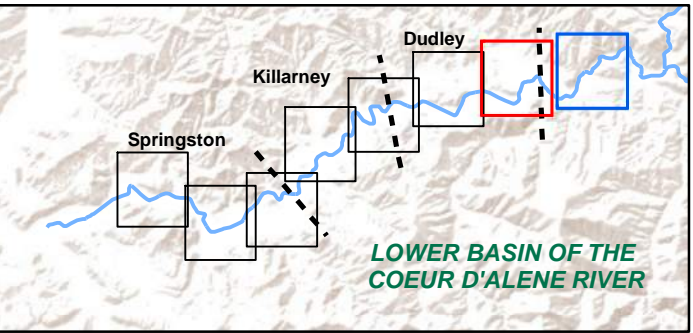 Dudley
Killarney
Springston
LOWER BASIN OF THE
COEUR D'ALENE RIVER